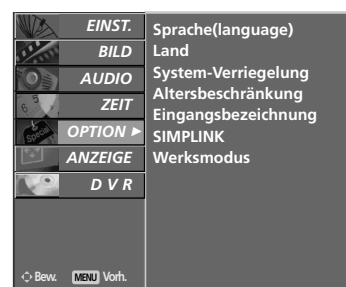 EINST.
BILD
AUDIO
ZEIT
OPTION ►
ANZEIGE
D V R
Sprache(language)
Land
System-Verriegelung
Altersbeschränkung
Eingangsbezeichnung
SIMPLINK
Werksmodus
Bew. MENU Vorh.